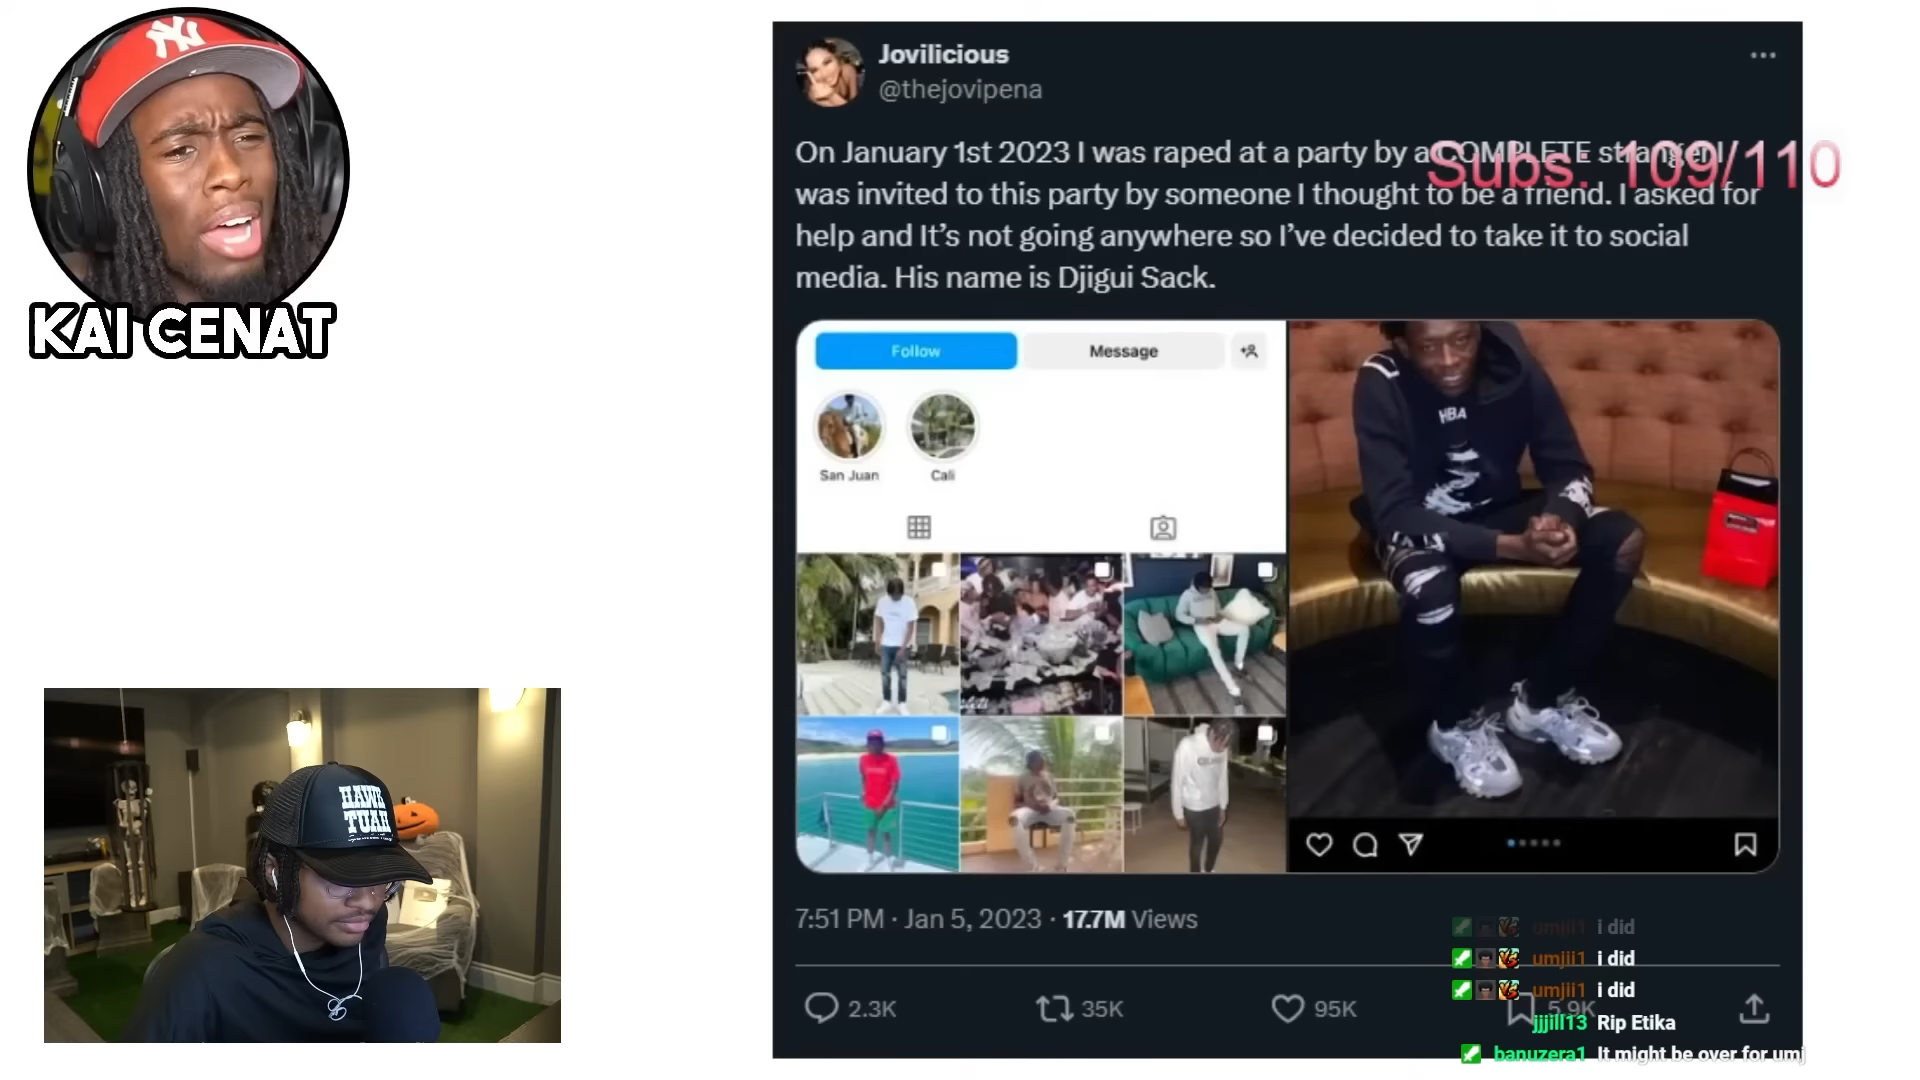 KAI CENAT
HAWK
TUAH
Jovilicious
@thejovipena
On January 1st 2023 I was raped at a party by a COMPLETE stranger! I
was invited to this party by someone I thought to be a friend. I asked for
help and It's not going anywhere so I've decided to take it to social
media. His name is Djigui Sack.
Subs: 109/110
Follow
Message
San Juan
Cali
HBA
7:51 PM · Jan 5, 2023 · 17.7M Views
2.3K
35K
95K
5.9K
umjii1 i did
umjii1 i did
umjii1 i did
jjjill13 Rip Etika
banuzera1 It might be over for umj